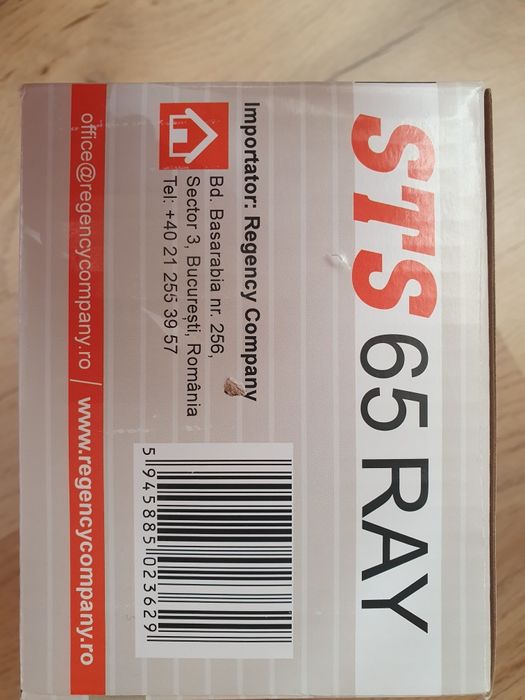 STS 65 RAY
Importator: Regency Company
Bd. Basarabia nr. 256,
Sector 3, București, România
Tel: +40 21 255 39 57
5 945885 023629
office@regencycompany.ro | www.regencycompany.ro